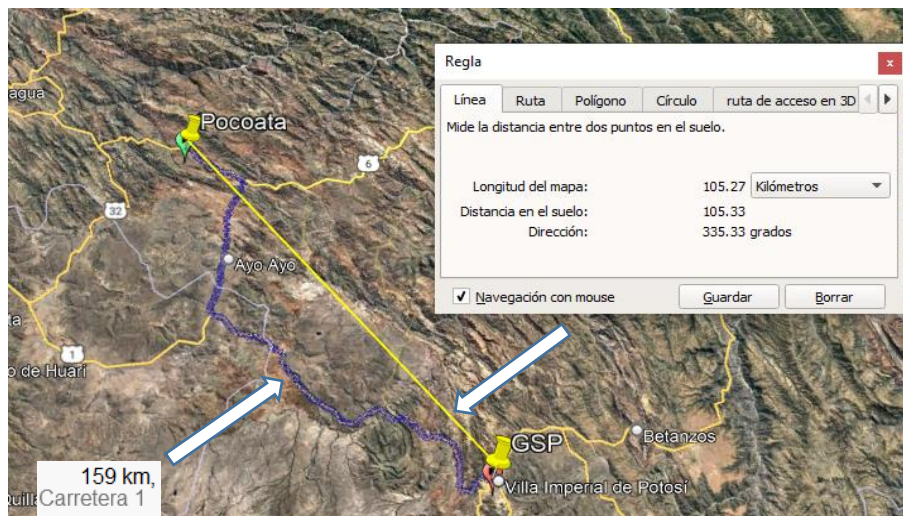 Regla
x
Línea Ruta Polígono Círculo ruta de acceso en 3D
Mide la distancia entre dos puntos en el suelo.
Longitud del mapa: 105.27 Kilómetros
Distancia en el suelo: 105.33
Dirección: 335.33 grados
Navegación con mouse Guardar Borrar
agua
Pocoata
6
32
Ayo Ayo
ta
1
o de Huari
GSP
Betanzos
Villa Imperial de Potosí
159 km,
Carretera 1